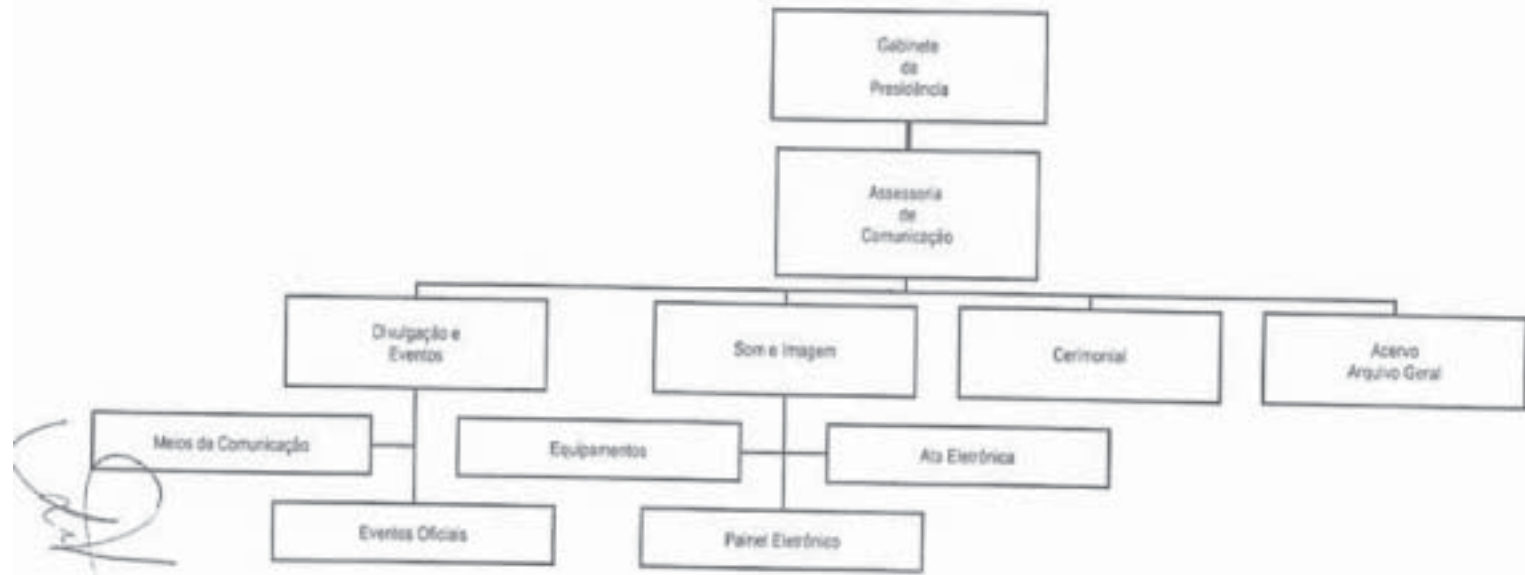 Gabinete
da
Presidência
Assessoria
de
Comunicação
Divulgação e
Eventos
Som e Imagem
Cerimonial
Acervo
Arquivo Geral
Meios de Comunicação
Equipamentos
Ata Eletrônica
Eventos Oficiais
Painel Eletrônico